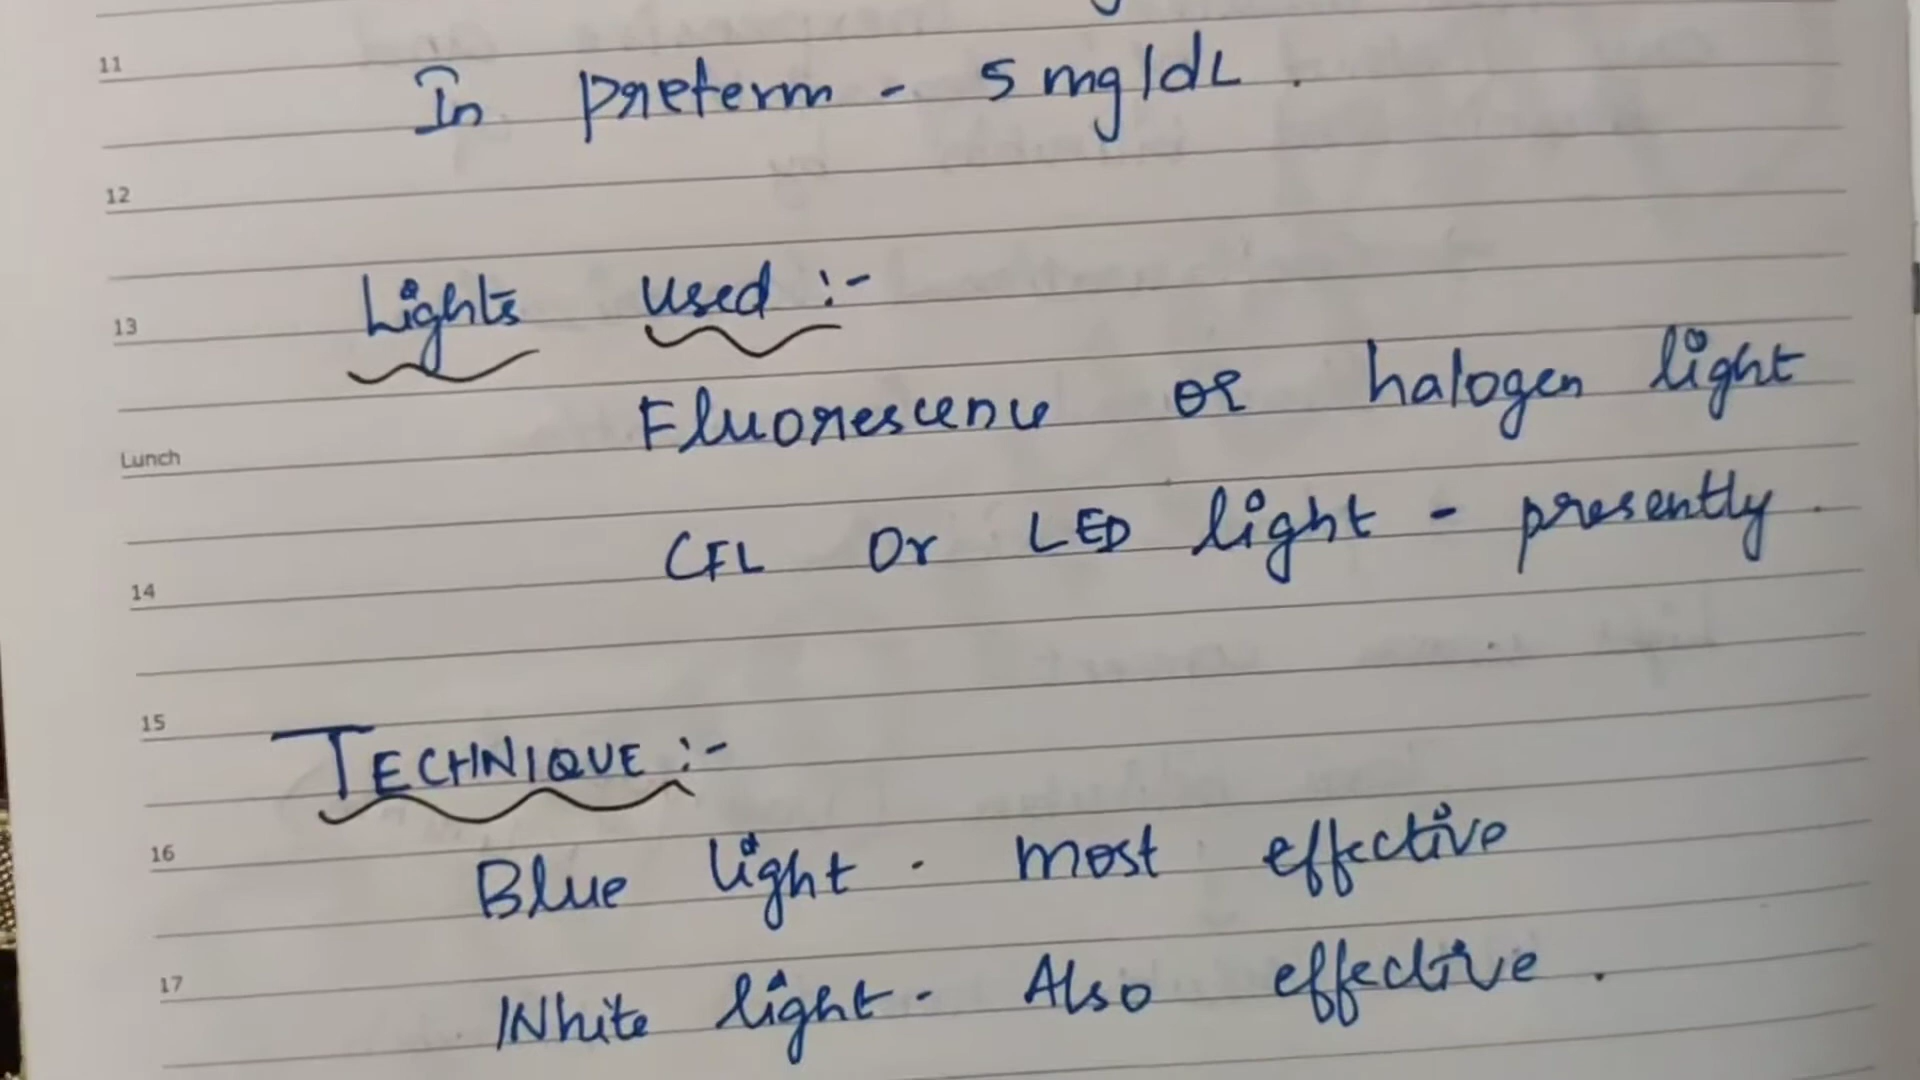 11
In preterm - 5 mg/dL .
12
Lights used :-
13
Fluorescence or halogen light
Lunch
CFL Or LED light - presently .
14
15
TECHNIQUE :-
16
Blue light - most effective
17
White light - Also effective .